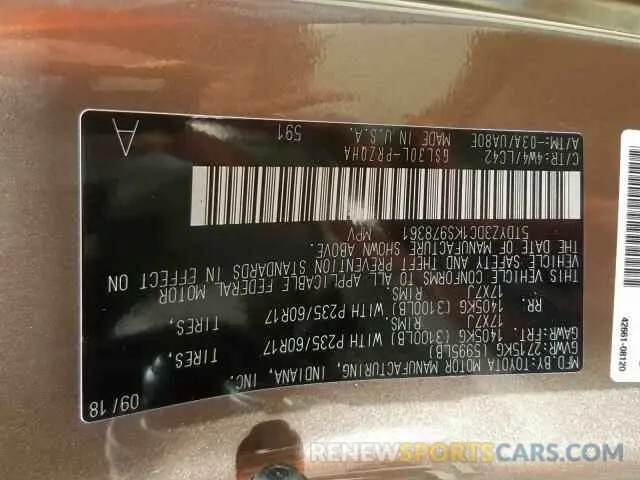 MFD.BY:TOYOTA MOTOR MANUFACTURING, INDIANA, INC. 09/18
GVWR:2715KG(5995LB)
GAWR:FRT. 1405KG (3100LB)WITH P235/60R17 TIRES,
17X7J RIMS
RR. 1405KG (3100LB)WITH P235/60R17 TIRES,
17X7J RIMS
THIS VEHICLE CONFORMS TO ALL APPLICABLE FEDERAL MOTOR
VEHICLE SAFETY AND THEFT PREVENTION STANDARDS IN EFFECT ON
THE DATE OF MANUFACTURE SHOWN ABOVE.
5TDYZ3DC1KS978361 MPV
C/TR:4W4/LC42 GSL30L-PRZQHA 591
A/TM:-03A/UA80E MADE IN U.S.A.
A
42661-08120
RENEWSPORTSCARS.COM